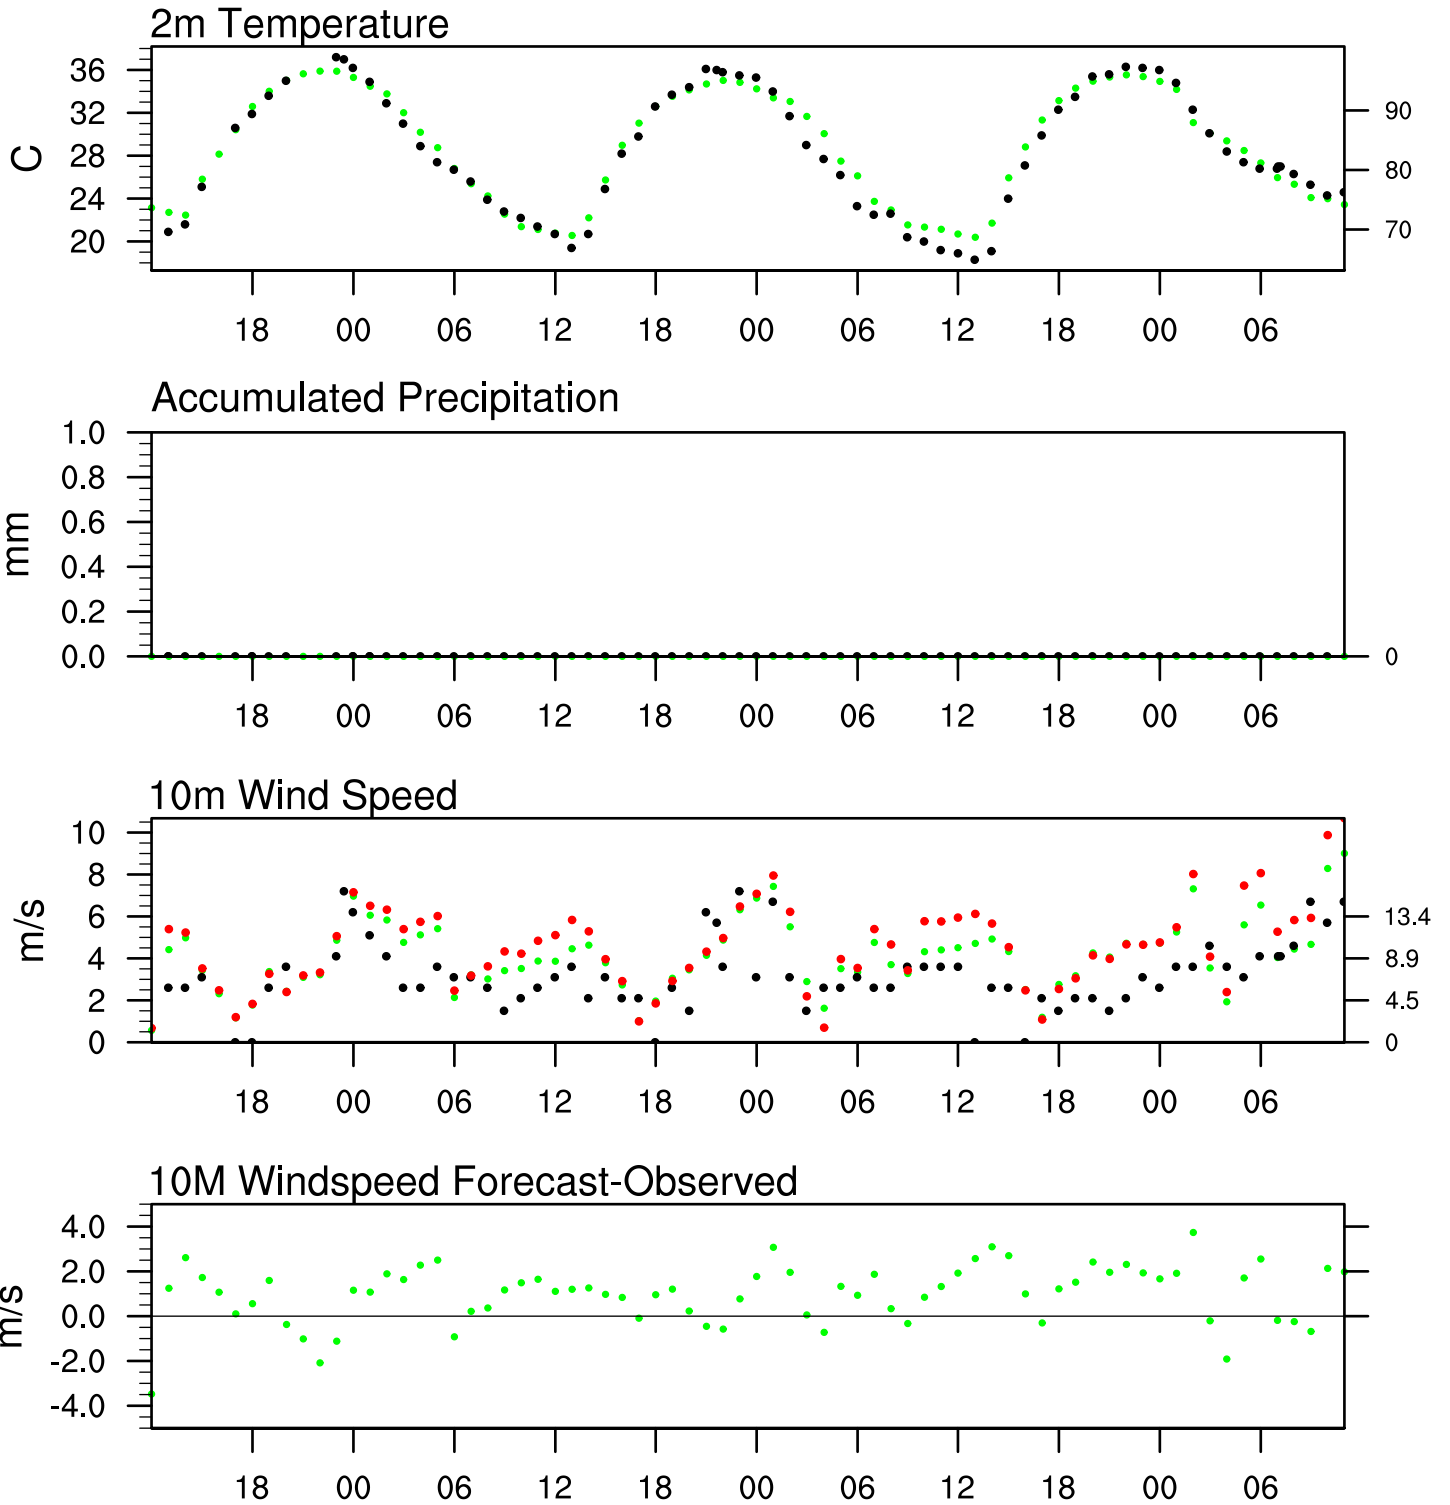 2m Temperature
36
32
28
24
20
C
90
80
70
18 00 06 12 18 00 06 12 18 00 06
Accumulated Precipitation
1.0
0.8
0.6
0.4
0.2
0.0
mm
0
18 00 06 12 18 00 06 12 18 00 06
10m Wind Speed
10
8
6
4
2
0
m/s
13.4
8.9
4.5
0
18 00 06 12 18 00 06 12 18 00 06
10M Windspeed Forecast-Observed
4.0
2.0
0.0
-2.0
-4.0
m/s
18 00 06 12 18 00 06 12 18 00 06